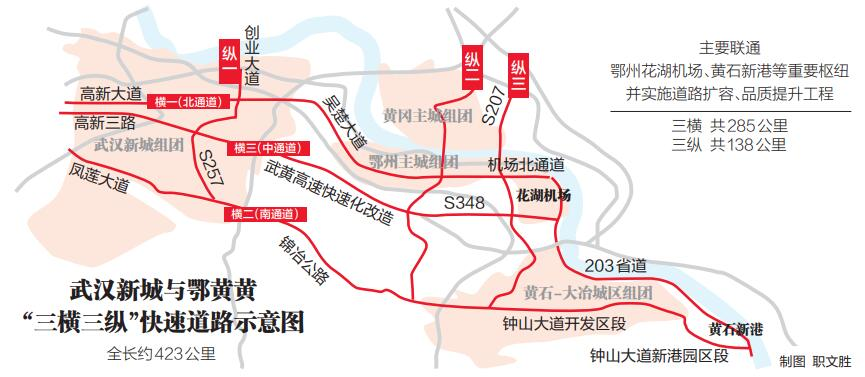 纵一
创业大道
纵二
纵三
S207
主要联通
鄂州花湖机场、黄石新港等重要枢纽
并实施道路扩容、品质提升工程
三横 共285公里
三纵 共138公里
高新大道
横一(北通道)
吴楚大道
黄冈主城组团
高新三路
武汉新城组团
横三(中通道)
鄂州主城组团
机场北通道
凤莲大道
S257
武黄高速快速化改造
S348
花湖机场
横二(南通道)
锦冶公路
203省道
黄石-大冶城区组团
武汉新城与鄂黄黄
“三横三纵”快速道路示意图
全长约423公里
钟山大道开发区段
黄石新港
钟山大道新港园区段
制图 职文胜